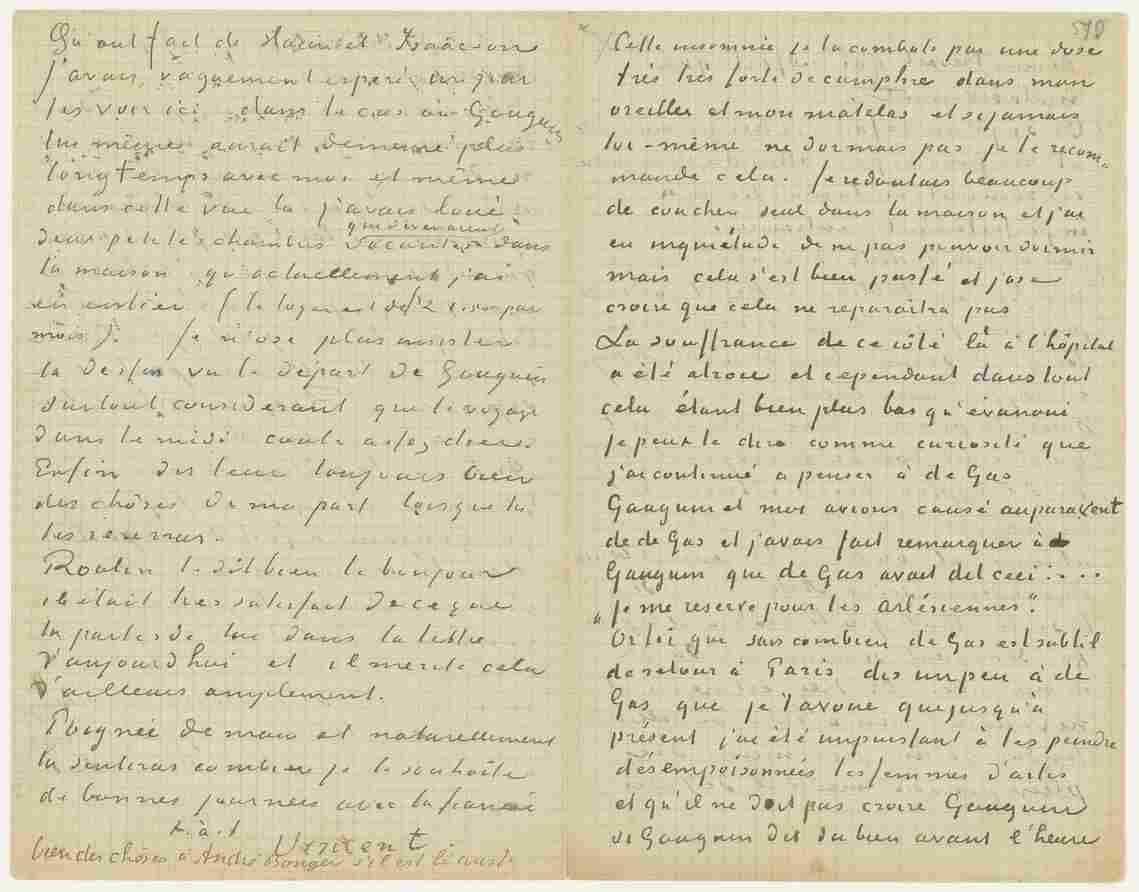 Qu'ont fait de Haan et Isaäcson
j'avais vaguement espéré un jour
les voir ici dans le cas où Gauguin
lui même aurait demeuré plus
longtemps avec moi et même
dans cette vue là j'avais loué
deux petites chambres qui devenaient vacantes dans
la maison qu'actuellement j'ai
en entier (le loyer est de par
mois). Je n'ose plus insister
là dessus vu le départ de Gauguin
surtout considerant que le voyage
dans le midi coute assez cher.
Enfin dis leur toujours bien
des choses de ma part lorsque tu
les reverras.
Roulin te dit bien le bonjour
il était très satisfait de ce que
tu parles de lui dans ta lettre
d'aujourd'hui et il merite cela
d'ailleurs amplement.
Poignée de main et naturellement
tu sentiras combien je te souhaite
de bonnes journées avec ta fiancée
t. à. t
Vincent
bien des choses à André Bonger s'il est là aussi
579
Cette insomnie je la combats par une dose
très très forte de camphre dans mon
oreiller et mon matelas et si jamais
toi-même ne dormais pas je te recom-
mande cela. Je redoutais beaucoup
de coucher seul dans la maison et j'ai
eu inquiétude de ne pas pouvoir dormir
mais cela s'est bien passé et j'ose
croire que cela ne reparaîtra pas
La souffrance de ce côté là à l'hôpital
a été atroce et cependant dans tout
cela étant bien plus bas qu'évanoui
je peux te dire comme curiosité que
j'ai continué a penser à de Gas
Gauguin et moi avions causé auparavent
de de Gas et j'avais fait remarquer à
Gauguin que de Gas avait dit ceci: ....
„Je me reserve pour les Arlésiennes".
Or toi qui sais combien de Gas est subtil
de retour à Paris dis un peu à de
Gas que je l'avoue que jusqu'à
présent j'ai été impuissant à les peindre
désempoisonnées les femmes d'Arles
et qu'il ne doit pas croire Gauguin
si Gauguin dit du bien avant l'heure